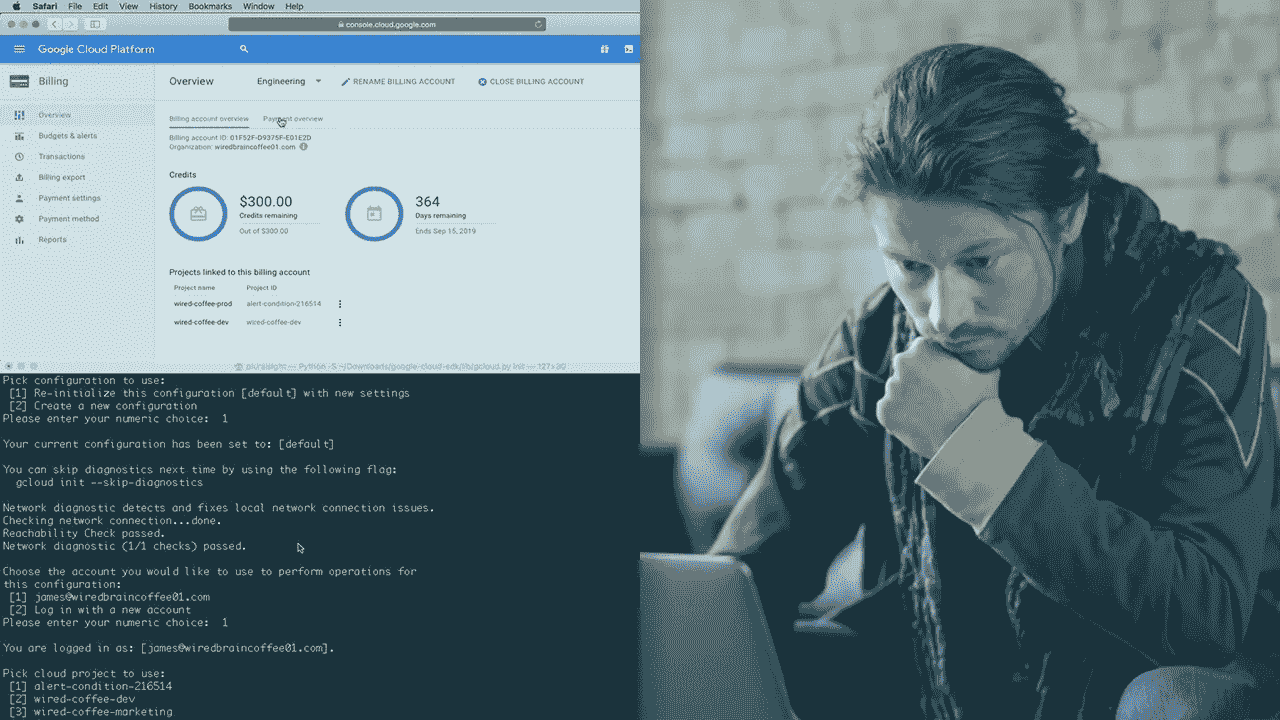 Safari File Edit View History Bookmarks Window Help
console.cloud.google.com
Google Cloud Platform
Billing
Overview Engineering RENAME BILLING ACCOUNT CLOSE BILLING ACCOUNT
Overview
Budgets & alerts
Transactions
Billing export
Payment settings
Payment method
Reports
Billing account overview Payment overview
Billing account ID: 01F52F-D9375F-E01E2D
Organization: wiredbraincoffee01.com
Credits
$300.00
Credits remaining
Out of $300.00
364
Days remaining
Ends Sep 15, 2019
Projects linked to this billing account
Project name Project ID
wired-coffee-prod alert-condition-216514
wired-coffee-dev wired-coffee-dev
pluralsight — Python -S ~/Downloads/google-cloud-sdk/lib/gcloud.py init —
Pick configuration to use:
[1] Re-initialize this configuration [default] with new settings
[2] Create a new configuration
Please enter your numeric choice: 1
Your current configuration has been set to: [default]
You can skip diagnostics next time by using the following flag:
gcloud init --skip-diagnostics
Network diagnostic detects and fixes local network connection issues.
Checking network connection...done.
Reachability Check passed.
Network diagnostic (1/1 checks) passed.
Choose the account you would like to use to perform operations for
this configuration:
[1] james@wiredbraincoffee01.com
[2] Log in with a new account
Please enter your numeric choice: 1
You are logged in as: [james@wiredbraincoffee01.com].
Pick cloud project to use:
[1] alert-condition-216514
[2] wired-coffee-dev
[3] wired-coffee-marketing